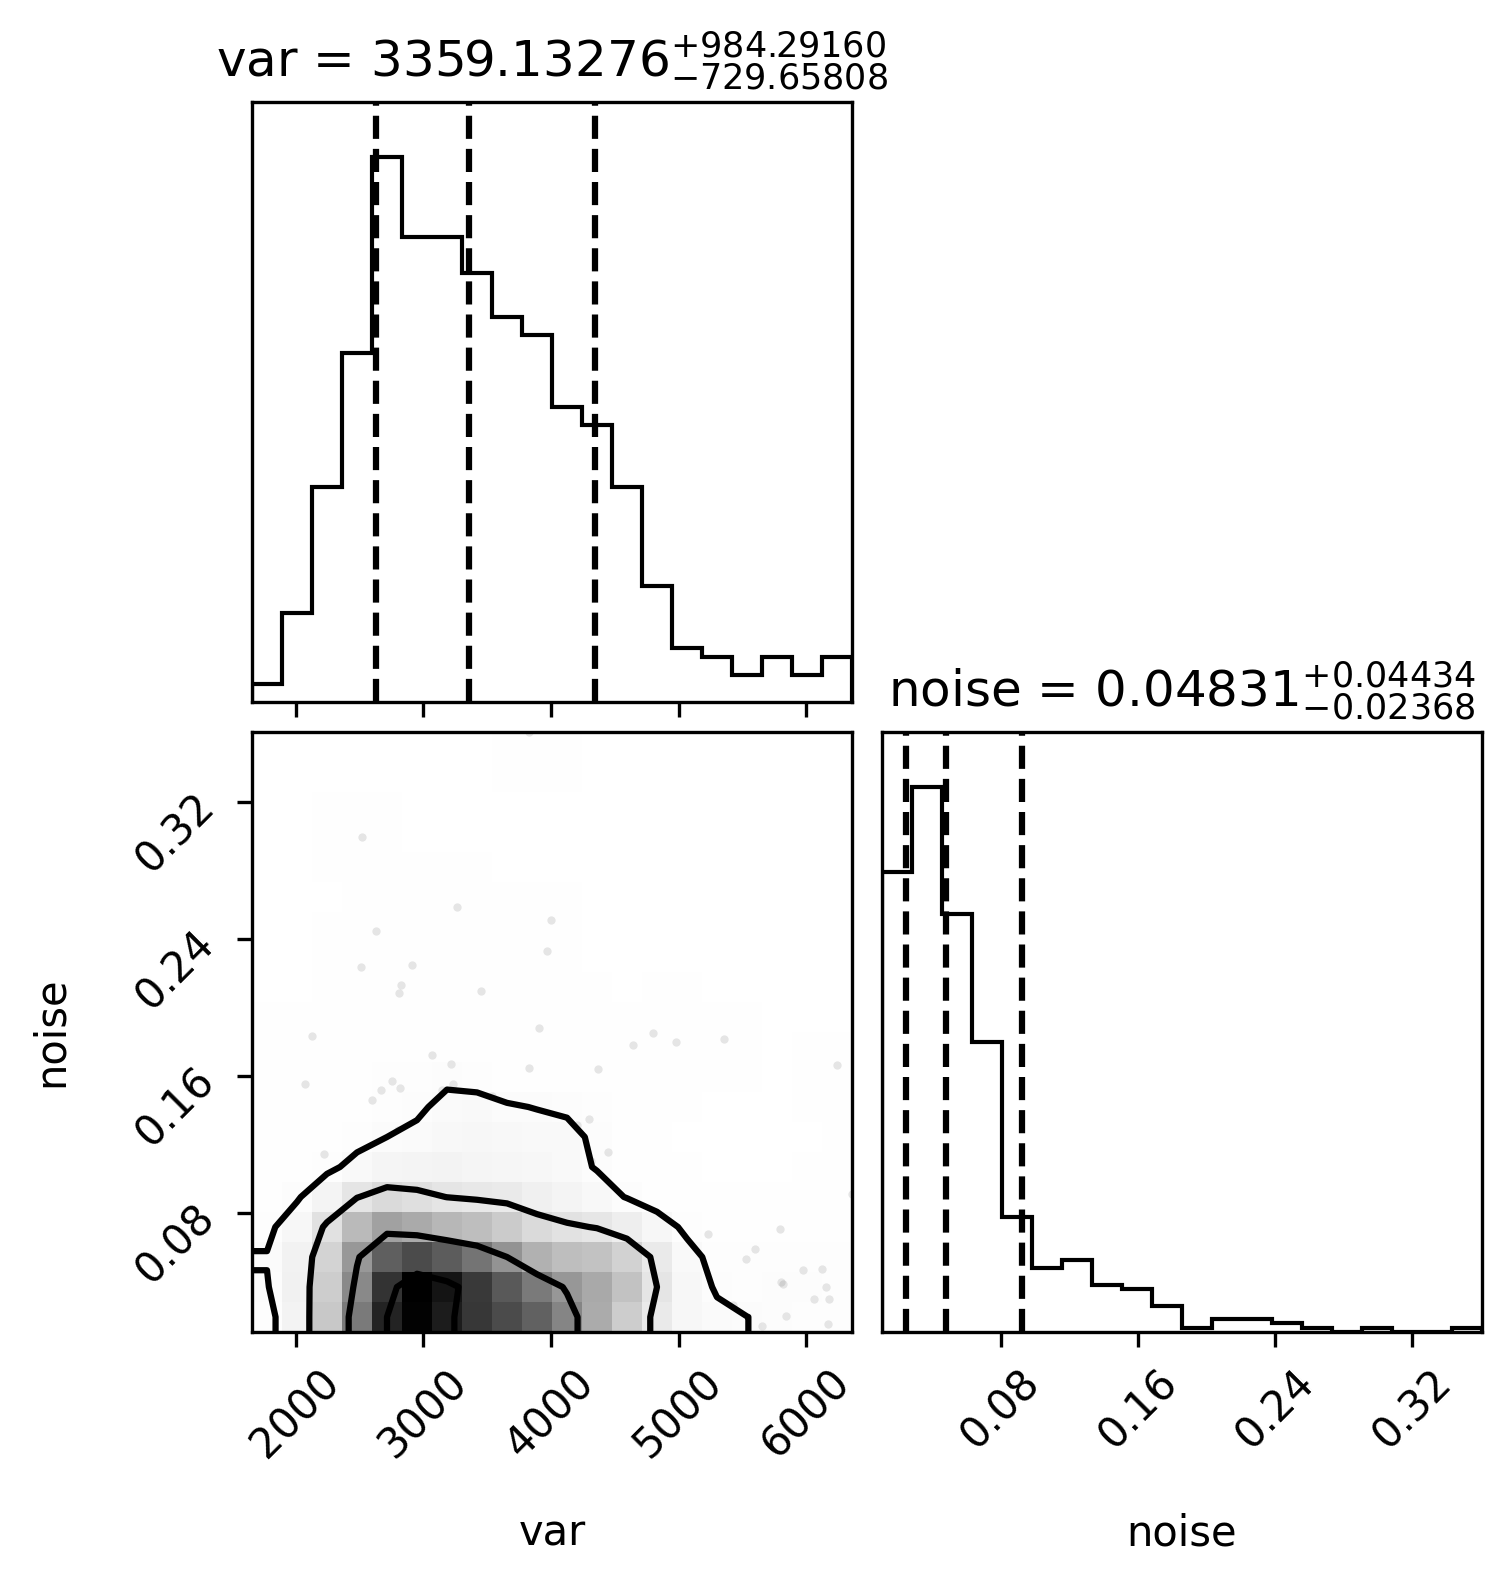 var = 3359.13276+984.29160−729.65808
noise = 0.04831+0.04434−0.02368
0.32
0.24
0.16
0.08
noise
2000 3000 4000 5000 6000
0.08 0.16 0.24 0.32
var
noise